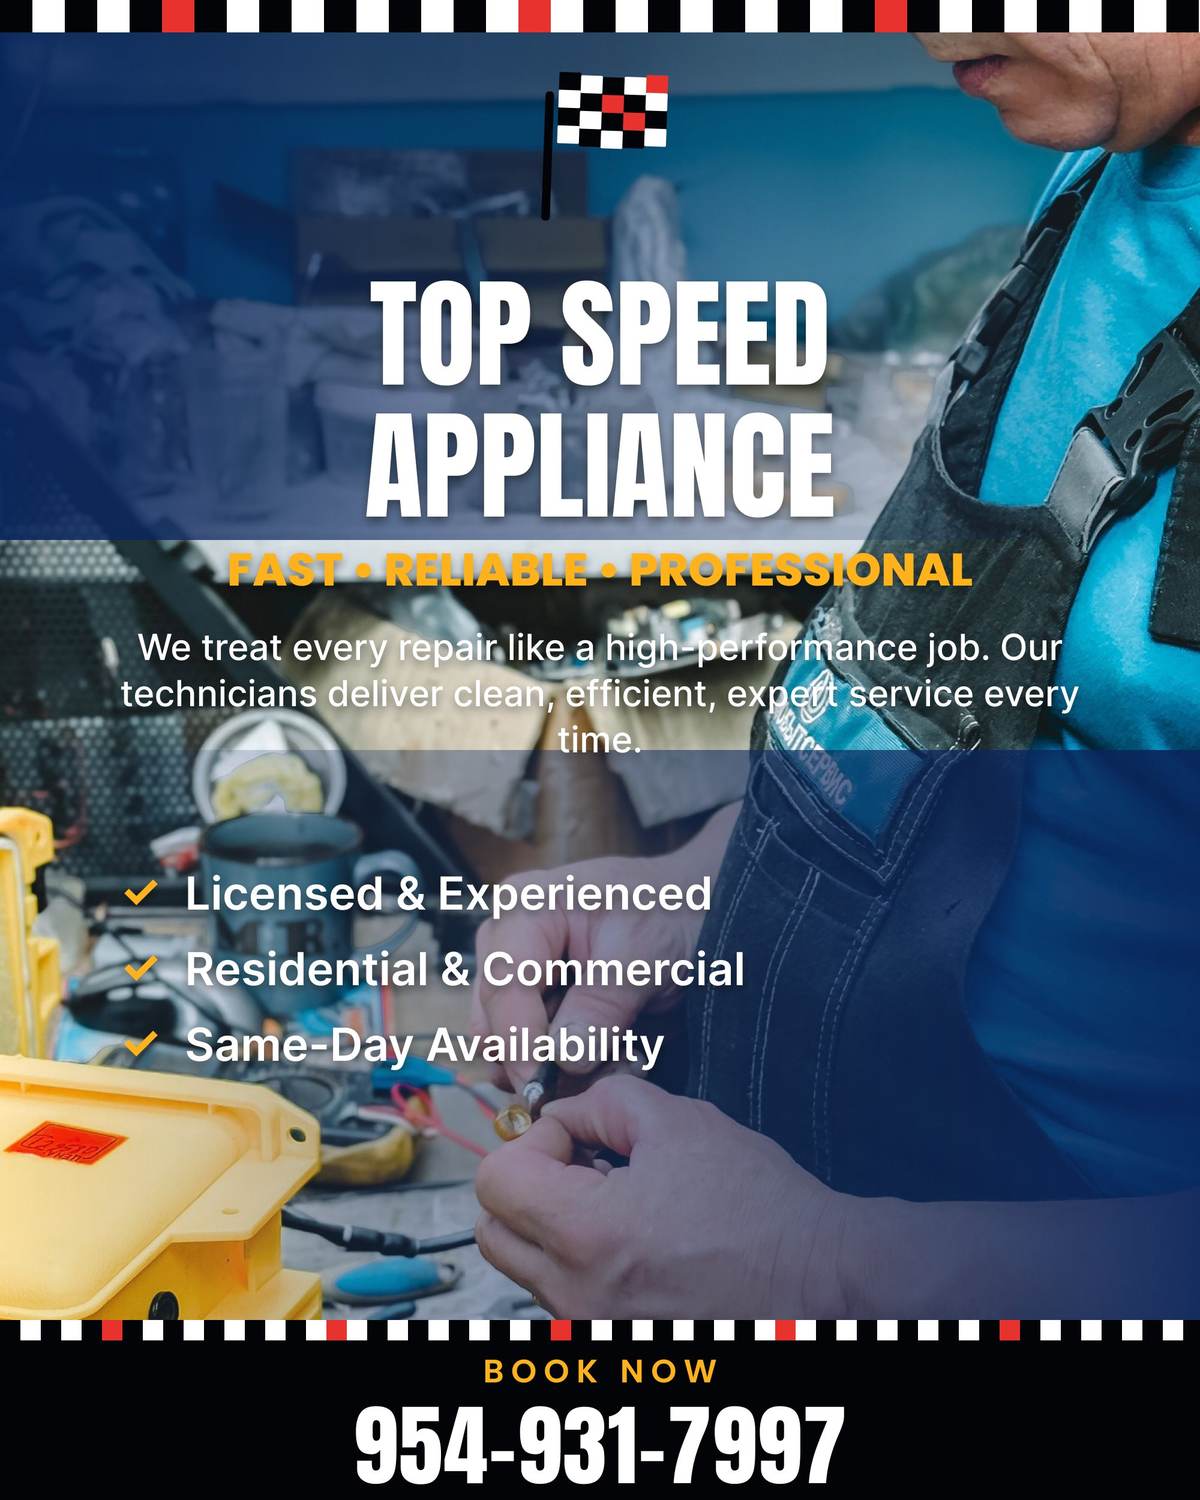 TOP SPEED
APPLIANCE
FAST • RELIABLE • PROFESSIONAL
We treat every repair like a high-performance job. Our
technicians deliver clean, efficient, expert service every
time.
Licensed & Experienced
Residential & Commercial
Same-Day Availability
BOOK NOW
954-931-7997